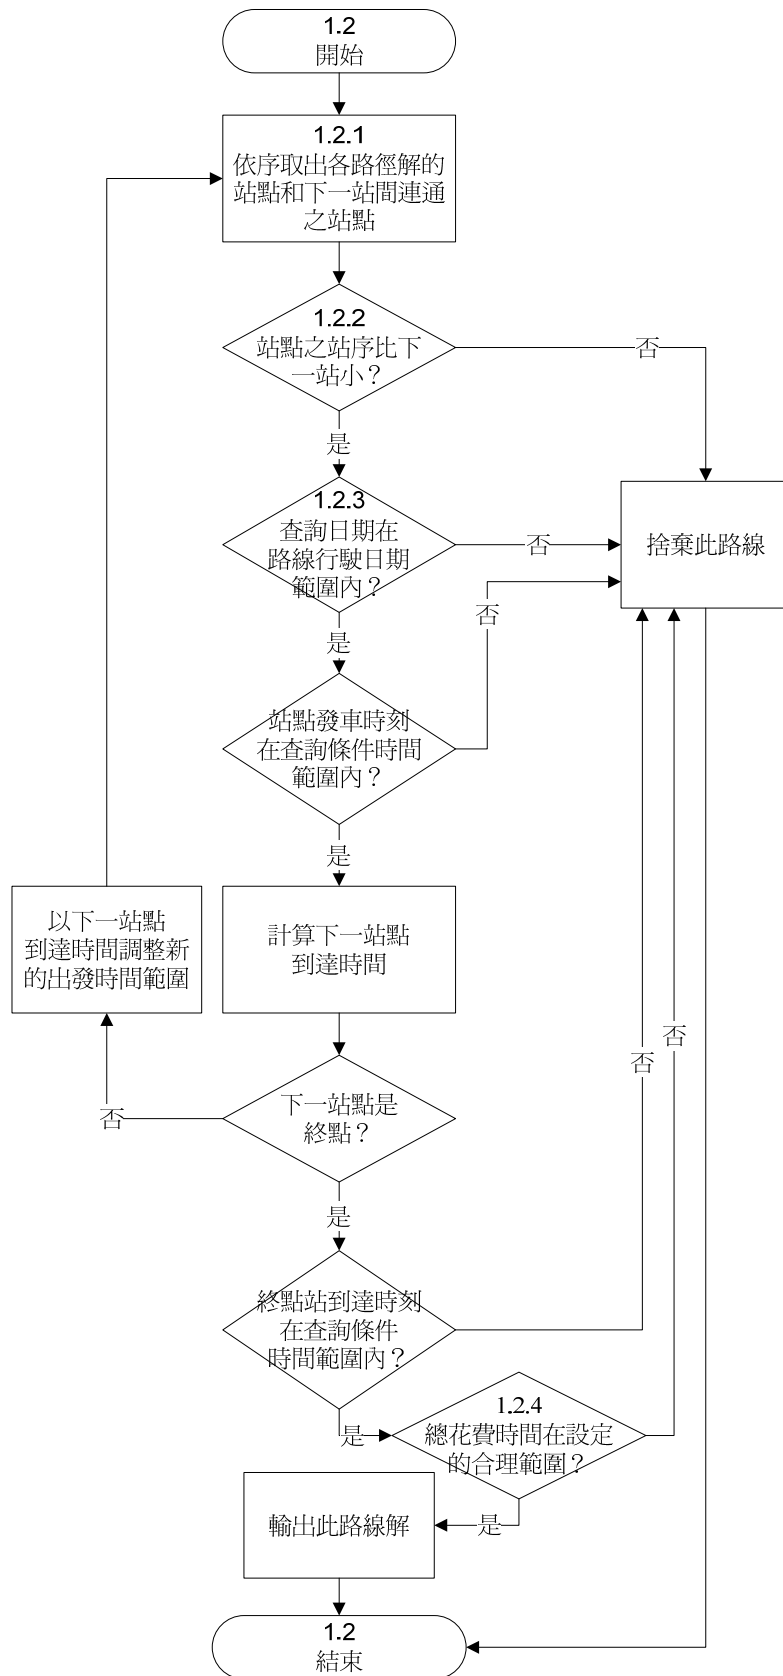 1.2
開始
1.2.1
依序取出各路徑解的
站點和下一站間連通
之站點
1.2.2
站點之站序比下
一站小？
否
是
1.2.3
查詢日期在
路線行駛日期
範圍內？
否
捨棄此路線
是
否
站點發車時刻
在查詢條件時間
範圍內？
是
以下一站點
到達時間調整新
的出發時間範圍
計算下一站點
到達時間
否
否
下一站點是
終點？
否
是
終點站到達時刻
在查詢條件
時間範圍內？
是
1.2.4
總花費時間在設定
的合理範圍？
輸出此路線解
是
1.2
結束